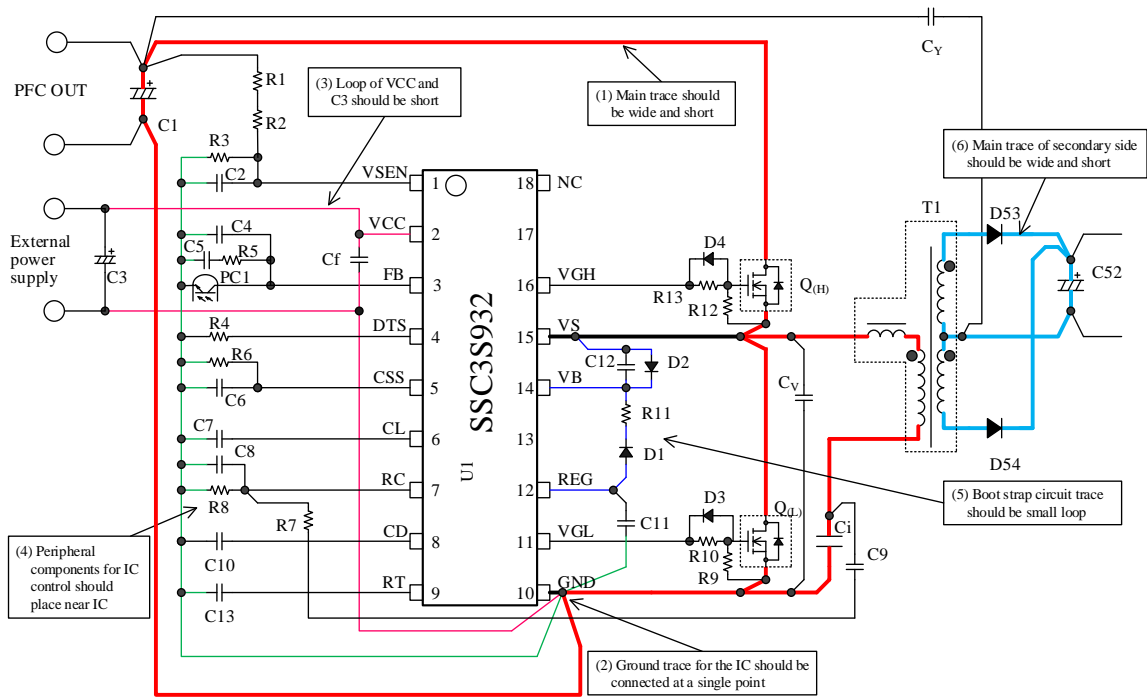 PFC OUT
C1
R1
R2
(3) Loop of VCC and
C3 should be short
(1) Main trace should
be wide and short
CY
(6) Main trace of secondary side
should be wide and short
R3
C2
VSEN
1
18
NC
T1
D53
External
power
supply
C3
VCC
2
17
C4
C5
R5
PC1
Cf
FB
3
16
VGH
D4
R13
R12
Q(H)
C52
R4
DTS
4
15
VS
R6
C6
CSS
5
14
VB
C12
D2
CV
R11
SSC3S932
U1
C7
CL
6
13
D1
D54
C8
R8
RC
7
12
REG
R7
C11
(5) Boot strap circuit trace
should be small loop
(4) Peripheral
components for IC
control should
place near IC
C10
CD
8
11
VGL
D3
R10
R9
Q(L)
Ci
C9
C13
RT
9
10
GND
(2) Ground trace for the IC should be
connected at a single point